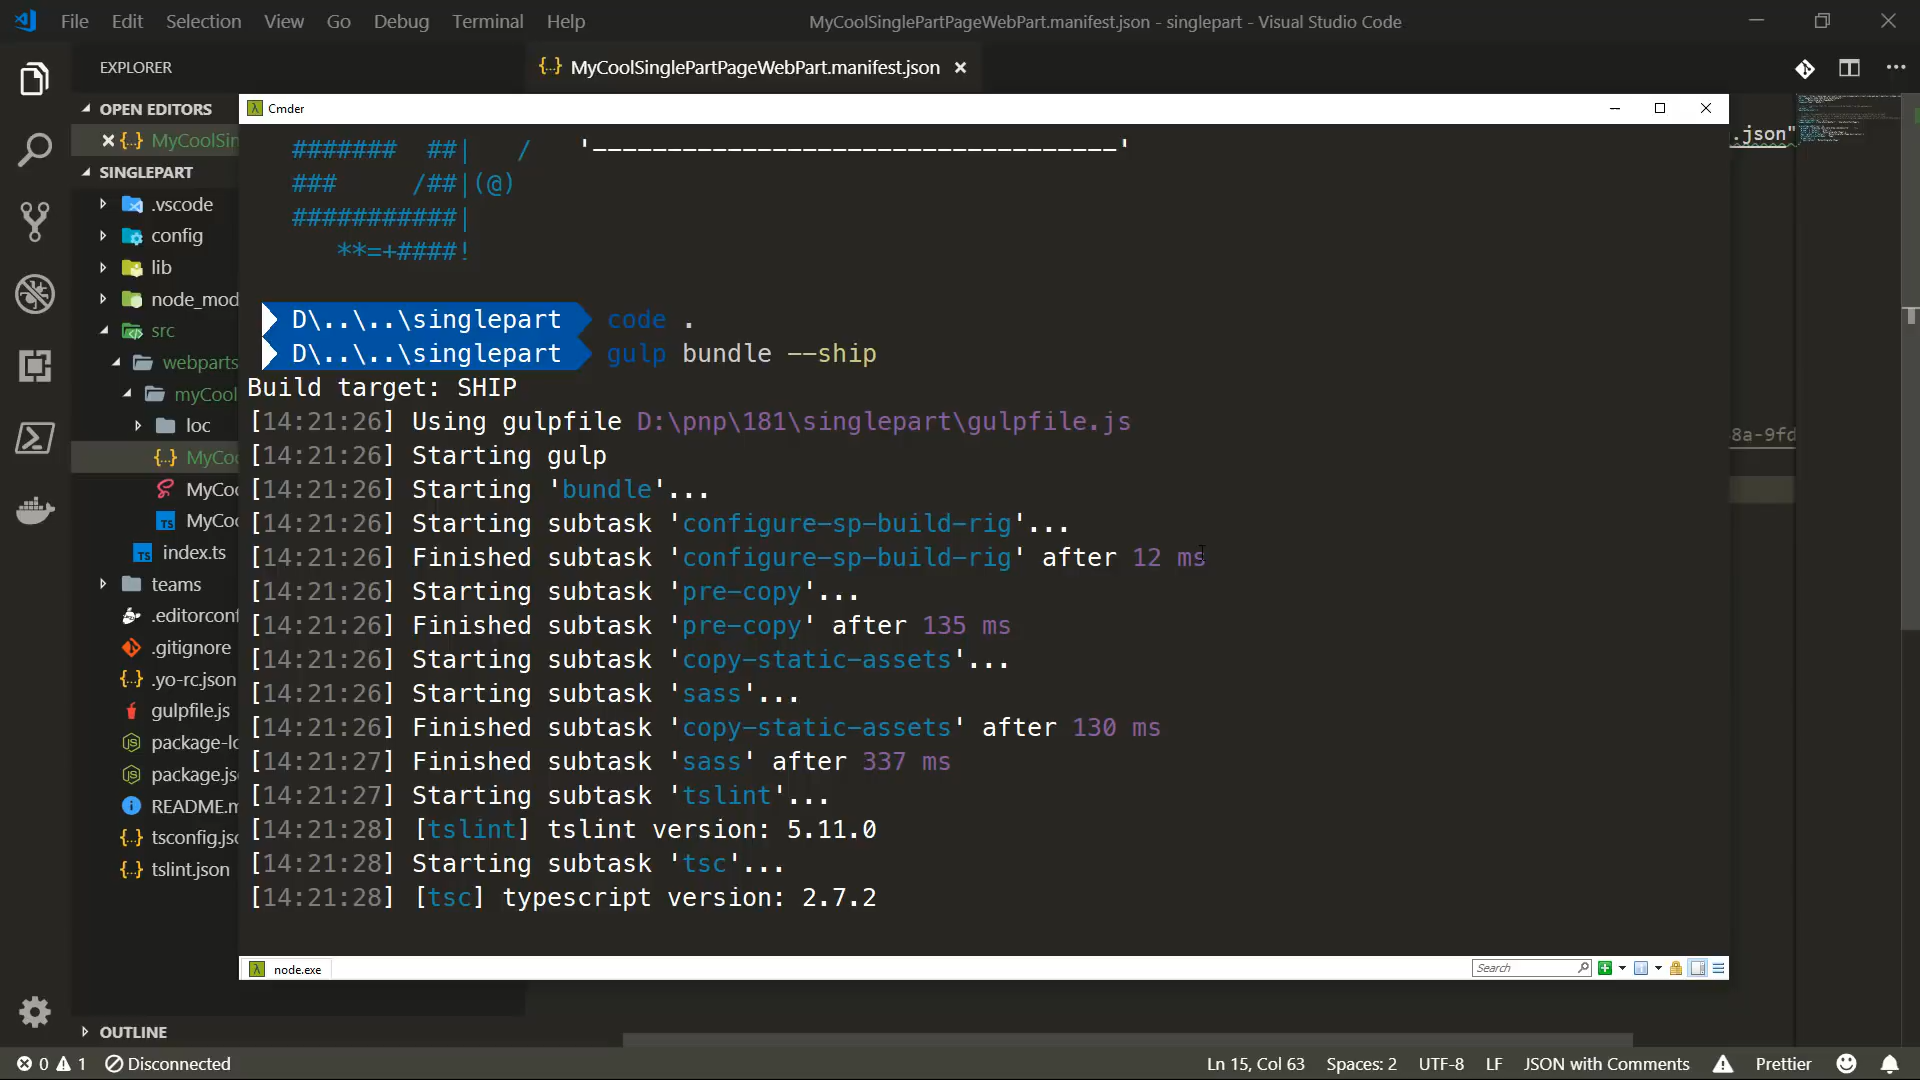 File Edit Selection View Go Debug Terminal Help
MyCoolSinglePartPageWebPart.manifest.json - singlepart - Visual Studio Code
EXPLORER
{..} MyCoolSinglePartPageWebPart.manifest.json
OPEN EDITORS
{..} MyCoolSin
SINGLEPART
.vscode
config
lib
node_mod
src
webparts
myCool
loc
{..} MyCoo
MyCoo
TS MyCoo
TS index.ts
teams
.editorconf
.gitignore
{..} .yo-rc.json
gulpfile.js
package-lo
package.jso
README.m
{..} tsconfig.jso
{..} tslint.json
OUTLINE
Cmder
####### ##| / '-----------------------------------'
### /##|(@)
###########|
**=+####!
D\..\..\singlepart code .
D\..\..\singlepart gulp bundle --ship
Build target: SHIP
[14:21:26] Using gulpfile D:\pnp\181\singlepart\gulpfile.js
[14:21:26] Starting gulp
[14:21:26] Starting 'bundle'...
[14:21:26] Starting subtask 'configure-sp-build-rig'...
[14:21:26] Finished subtask 'configure-sp-build-rig' after 12 ms
[14:21:26] Starting subtask 'pre-copy'...
[14:21:26] Finished subtask 'pre-copy' after 135 ms
[14:21:26] Starting subtask 'copy-static-assets'...
[14:21:26] Starting subtask 'sass'...
[14:21:26] Finished subtask 'copy-static-assets' after 130 ms
[14:21:27] Finished subtask 'sass' after 337 ms
[14:21:27] Starting subtask 'tslint'...
[14:21:28] [tslint] tslint version: 5.11.0
[14:21:28] Starting subtask 'tsc'...
[14:21:28] [tsc] typescript version: 2.7.2
node.exe
Search
.json"
8a-9fd
0 1 Disconnected
Ln 15, Col 63 Spaces: 2 UTF-8 LF JSON with Comments Prettier